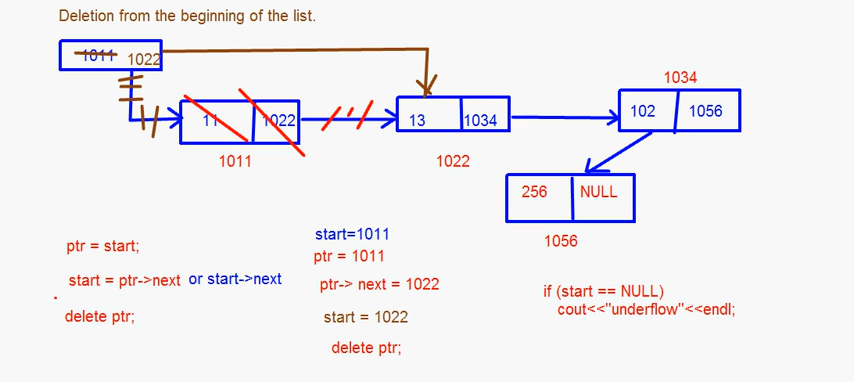 Deletion from the beginning of the list.
1011 1022
1034
11 1022
13 1034
102 1056
1011
1022
256 NULL
1056
ptr = start;
start = ptr->next or start->next
delete ptr;
start=1011
ptr = 1011
ptr-> next = 1022
start = 1022
delete ptr;
if (start == NULL)
cout<<"underflow"<<endl;